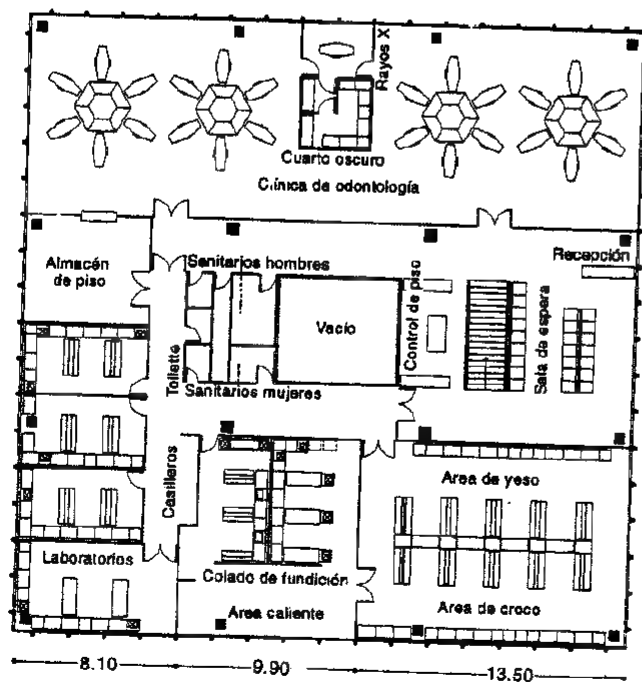 Rayos X
Cuarto oscuro
Clínica de odontología
Recepción
Almacén
de piso
Sanitarios hombres
Vacío
Control de piso
Sala de espera
Toilette
Sanitarios mujeres
Casilleros
Area de yeso
Laboratorios
Colado de fundición
Area caliente
Area de croco
8.10
9.90
13.50